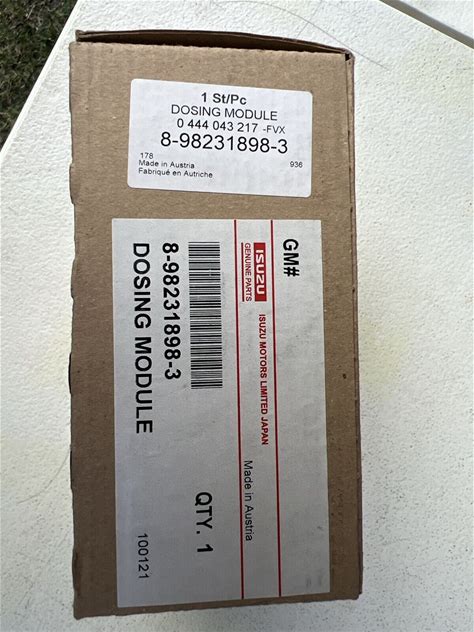 1 St/Pc
DOSING MODULE
0 444 043 217 -FVX
8-98231898-3
178
936
Made in Austria
Fabriqué en Autriche
GM#
ISUZU
GENUINE PARTS
ISUZU MOTORS LIMITED JAPAN
Made in Austria
8-98231898-3
DOSING MODULE
QTY. 1
100121